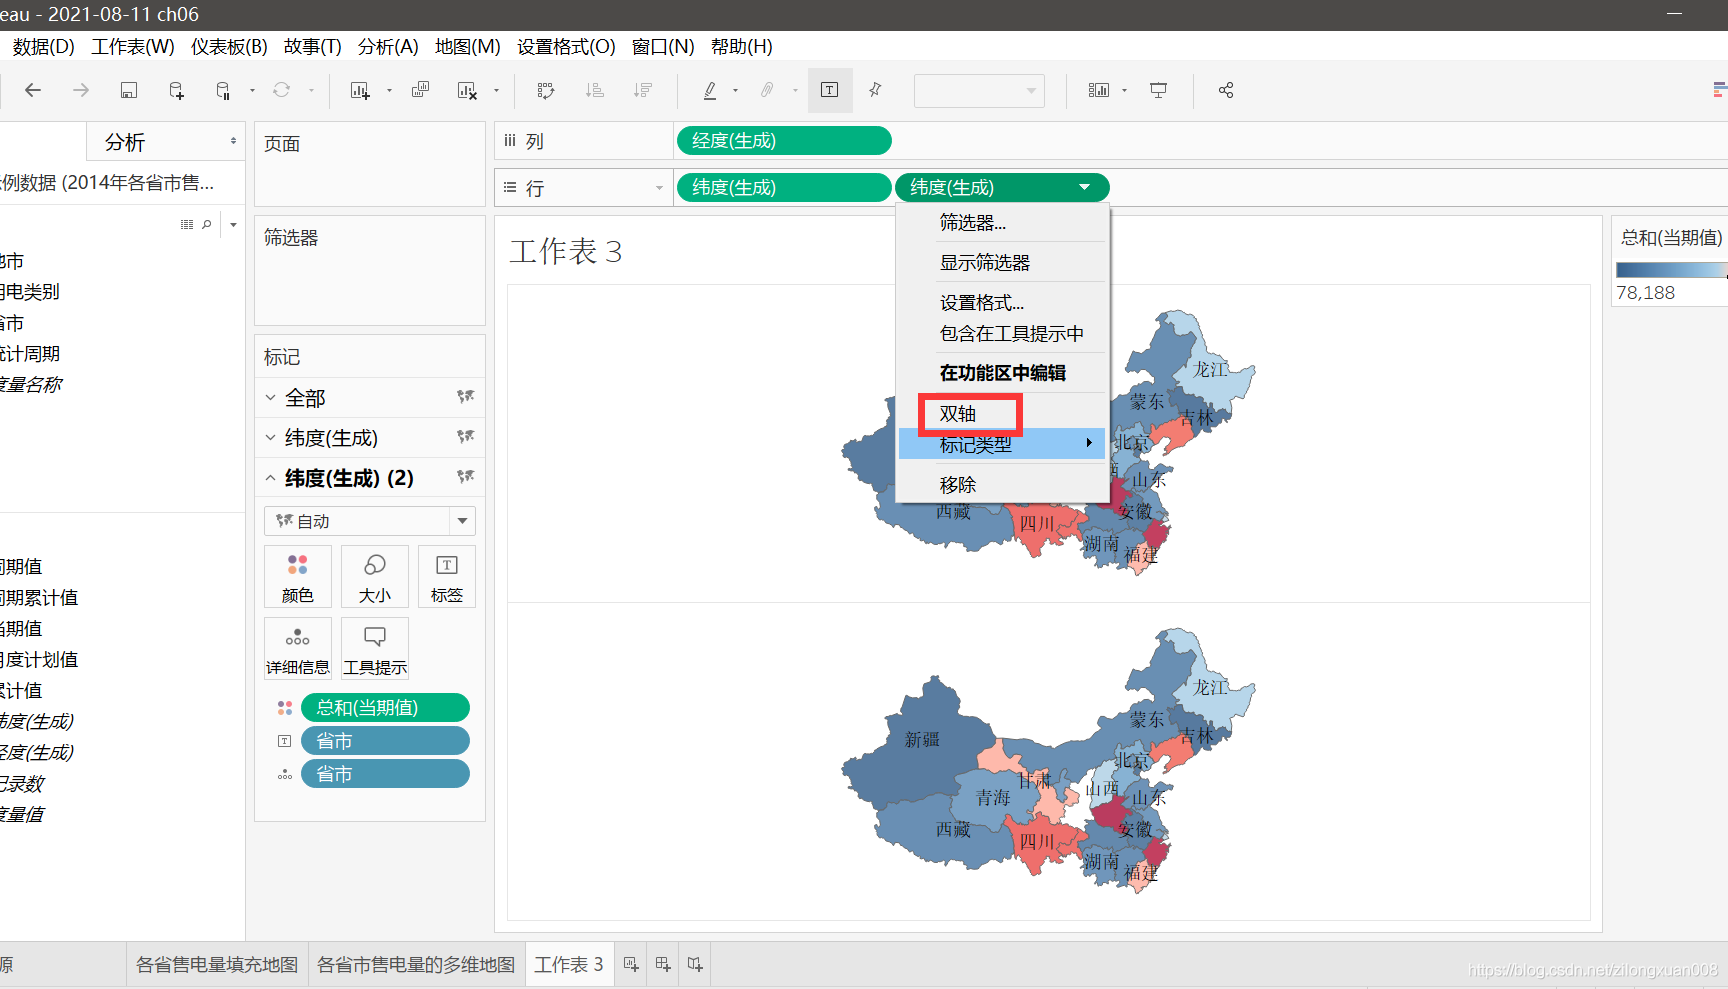 eau - 2021-08-11 ch06
数据(D) 工作表(W) 仪表板(B) 故事(T) 分析(A) 地图(M) 设置格式(O) 窗口(N) 帮助(H)
分析
例数据 (2014年各省市售...
市
电类别
市
计周期
量名称
期值
期累计值
期值
度计划值
计值
度(生成)
度(生成)
录数
量值
页面
筛选器
标记
全部
纬度(生成)
纬度(生成) (2)
自动
颜色
大小
标签
详细信息
工具提示
总和(当期值)
省市
省市
列
经度(生成)
行
纬度(生成)
纬度(生成)
工作表 3
筛选器...
显示筛选器
设置格式...
包含在工具提示中
在功能区中编辑
双轴
标记类型
移除
龙江
蒙东
吉林
北京
山东
西藏
四川
安徽
湖南
福建
龙江
蒙东
吉林
新疆
北京
甘肃
青海
山西
山东
西藏
四川
安徽
湖南
福建
总和(当期值)
78,188
源
各省售电量填充地图
各省市售电量的多维地图
工作表 3
https://blog.csdn.net/zilongxuan008